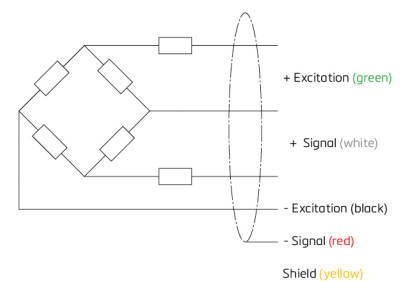 + Excitation (green)
+ Signal (white)
- Excitation (black)
- Signal (red)
Shield (yellow)